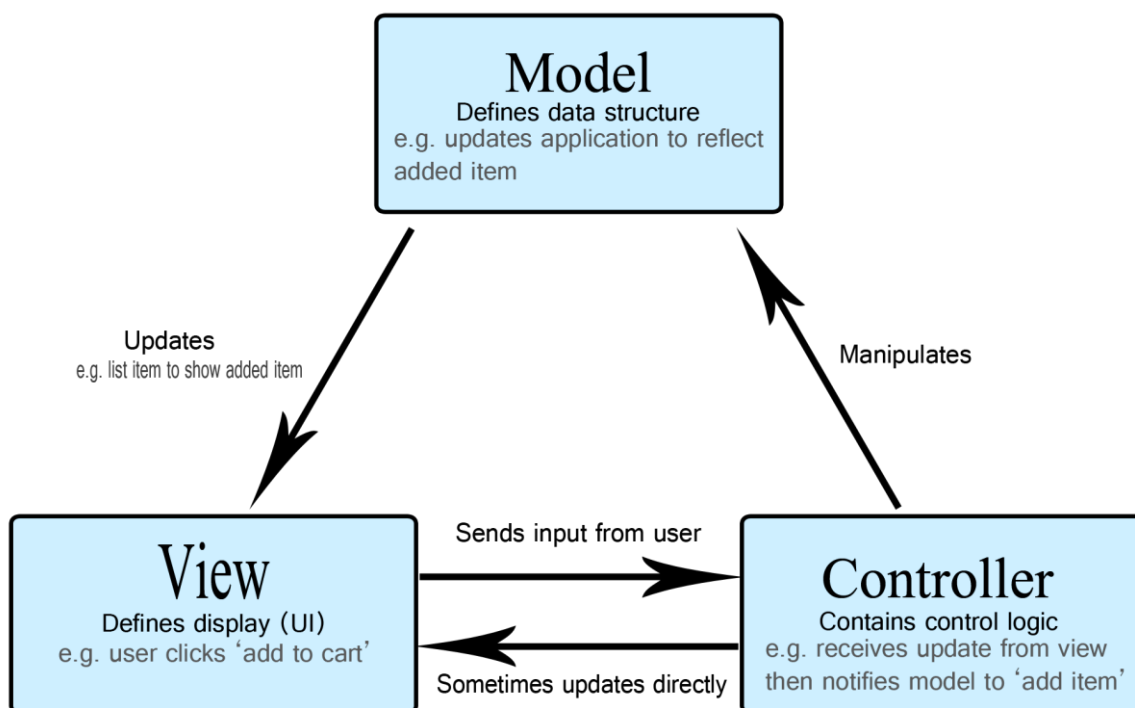 Model
Defines data structure
e.g. updates application to reflect
added item
Updates
e.g. list item to show added item
Manipulates
Sends input from user
View
Defines display (UI)
e.g. user clicks ‘add to cart’
Sometimes updates directly
Controller
Contains control logic
e.g. receives update from view
then notifies model to ‘add item’